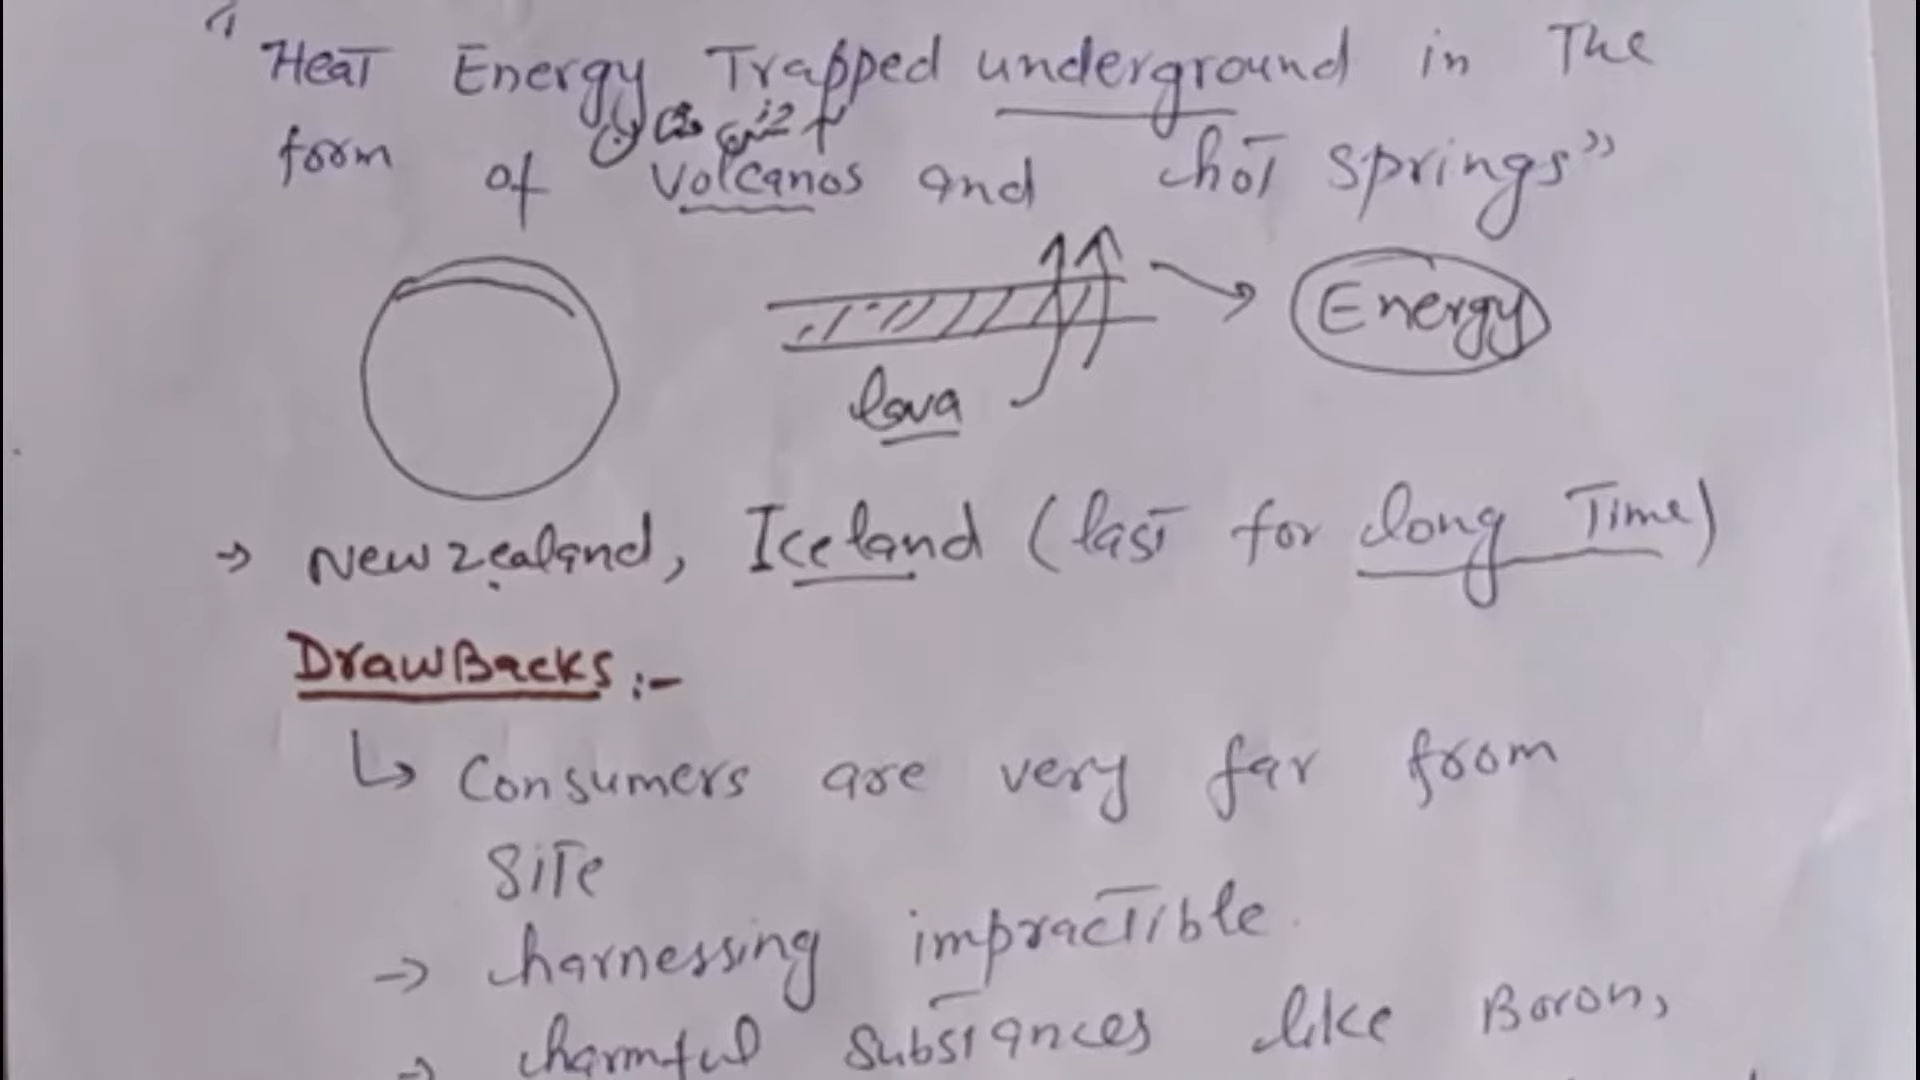 "Heat Energy Trapped underground in The
form of Volcanos and hot springs"
Energy
lava
→ New zealand, Iceland (last for long Time)
DrawBacks :-
↳ Consumers are very far from
Site
→ harnessing impractible.
→ harmful substances like Boron,